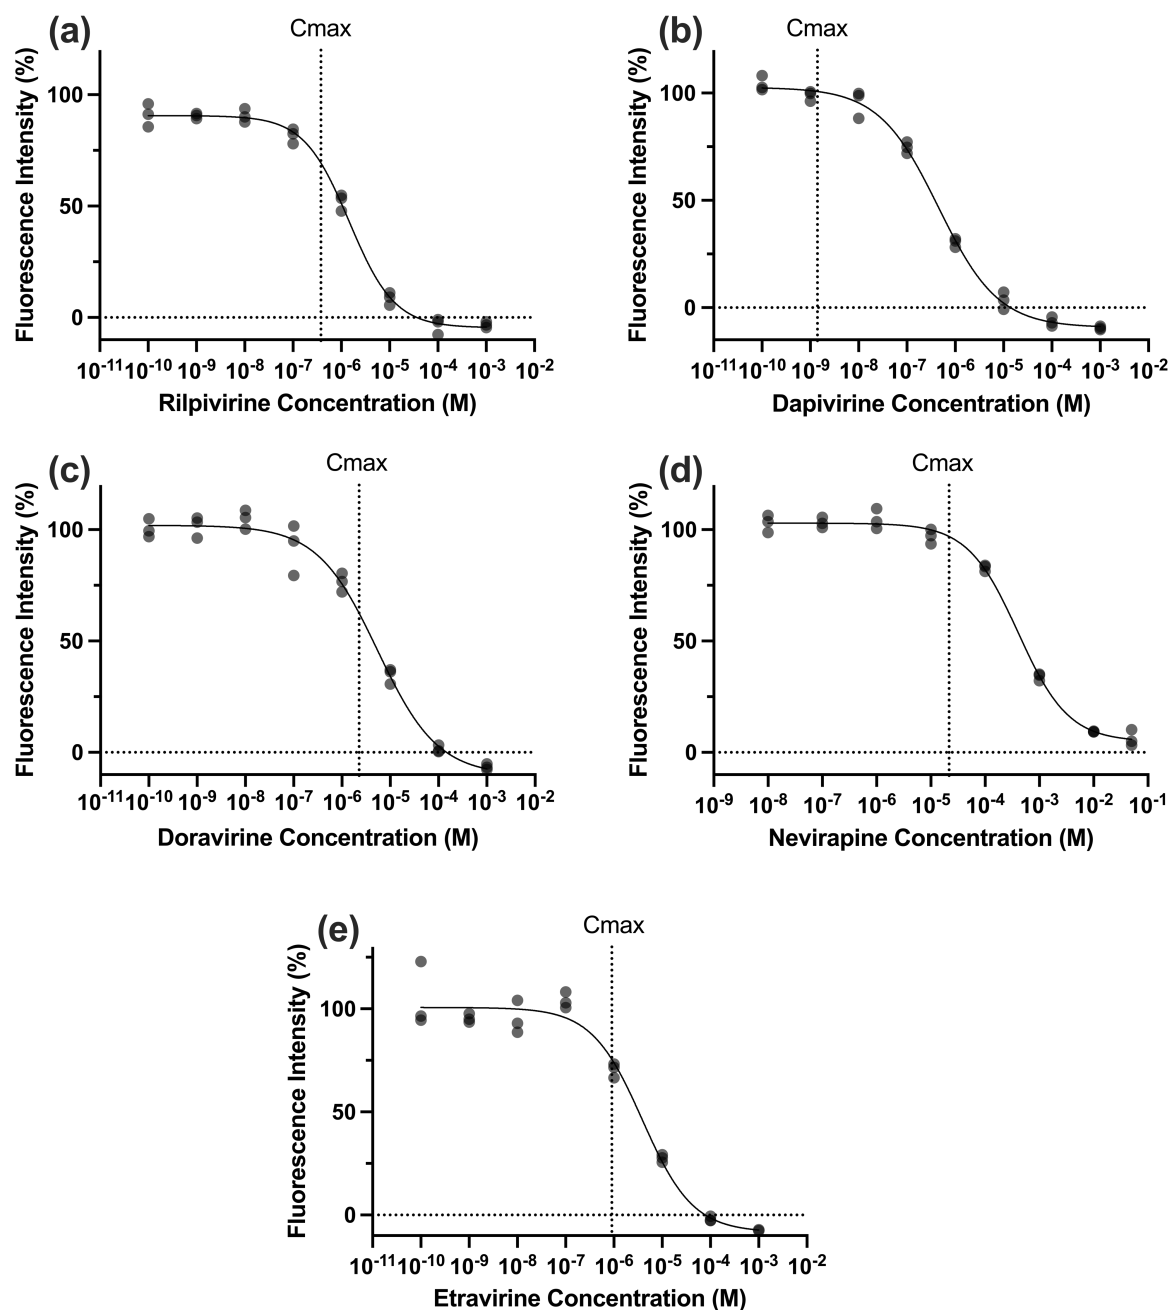 (a)
Cmax
Fluorescence Intensity (%)
100
50
0
10-11 10-10 10-9 10-8 10-7 10-6 10-5 10-4 10-3 10-2
Rilpivirine Concentration (M)
(b)
Cmax
Fluorescence Intensity (%)
100
50
0
10-11 10-10 10-9 10-8 10-7 10-6 10-5 10-4 10-3 10-2
Dapivirine Concentration (M)
(c)
Cmax
Fluorescence Intensity (%)
100
50
0
10-11 10-10 10-9 10-8 10-7 10-6 10-5 10-4 10-3 10-2
Doravirine Concentration (M)
(d)
Cmax
Fluorescence Intensity (%)
100
50
0
10-9 10-8 10-7 10-6 10-5 10-4 10-3 10-2 10-1
Nevirapine Concentration (M)
(e)
Cmax
Fluorescence Intensity (%)
100
50
0
10-11 10-10 10-9 10-8 10-7 10-6 10-5 10-4 10-3 10-2
Etravirine Concentration (M)